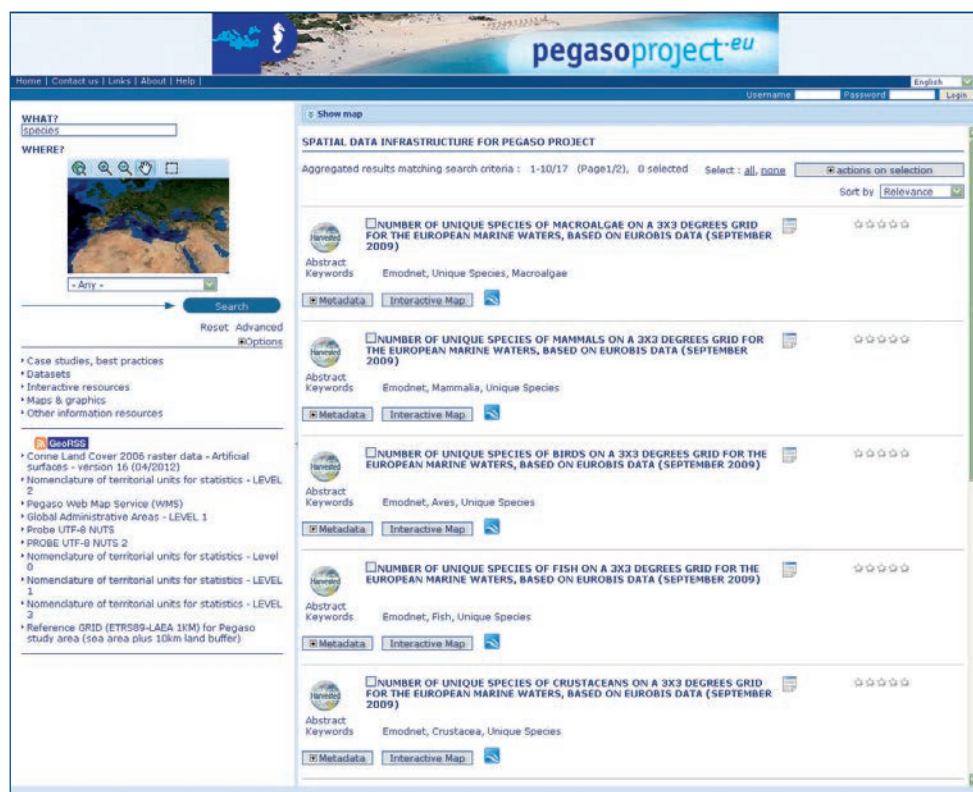 pegasoproject.eu
Home | Contact us | Links | About | Help |
English
Username Password Login
WHAT?
species
WHERE?
- Any -
Search
Reset Advanced
Options
Case studies, best practices
Datasets
Interactive resources
Maps & graphics
Other information resources
GeoRSS
Corine Land Cover 2006 raster data - Artificial
surfaces - version 16 (04/2012)
Nomenclature of territorial units for statistics - LEVEL
2
Pegaso Web Map Service (WMS)
Global Administrative Areas - LEVEL 1
Probe UTF-8 NUTS
PROBE UTF-8 NUTS 2
Nomenclature of territorial units for statistics - Level
0
Nomenclature of territorial units for statistics - LEVEL
1
Nomenclature of territorial units for statistics - LEVEL
3
Reference GRID (ETRS89-LAEA 1KM) for Pegaso
study area (sea area plus 10km land buffer)
Show map
SPATIAL DATA INFRASTRUCTURE FOR PEGASO PROJECT
Aggregated results matching search criteria : 1-10/17 (Page1/2), 0 selected Select : all, none actions on selection
Sort by Relevance
Harvested
NUMBER OF UNIQUE SPECIES OF MACROALGAE ON A 3X3 DEGREES GRID
FOR THE EUROPEAN MARINE WATERS, BASED ON EUROBIS DATA (SEPTEMBER
2009)
Abstract
Keywords Emodnet, Unique Species, Macroalgae
Metadata Interactive Map
Harvested
NUMBER OF UNIQUE SPECIES OF MAMMALS ON A 3X3 DEGREES GRID FOR
THE EUROPEAN MARINE WATERS, BASED ON EUROBIS DATA (SEPTEMBER
2009)
Abstract
Keywords Emodnet, Mammalia, Unique Species
Metadata Interactive Map
Harvested
NUMBER OF UNIQUE SPECIES OF BIRDS ON A 3X3 DEGREES GRID FOR THE
EUROPEAN MARINE WATERS, BASED ON EUROBIS DATA (SEPTEMBER 2009)
Abstract
Keywords Emodnet, Aves, Unique Species
Metadata Interactive Map
Harvested
NUMBER OF UNIQUE SPECIES OF FISH ON A 3X3 DEGREES GRID FOR THE
EUROPEAN MARINE WATERS, BASED ON EUROBIS DATA (SEPTEMBER 2009)
Abstract
Keywords Emodnet, Fish, Unique Species
Metadata Interactive Map
Harvested
NUMBER OF UNIQUE SPECIES OF CRUSTACEANS ON A 3X3 DEGREES GRID
FOR THE EUROPEAN MARINE WATERS, BASED ON EUROBIS DATA (SEPTEMBER
2009)
Abstract
Keywords Emodnet, Crustacea, Unique Species
Metadata Interactive Map